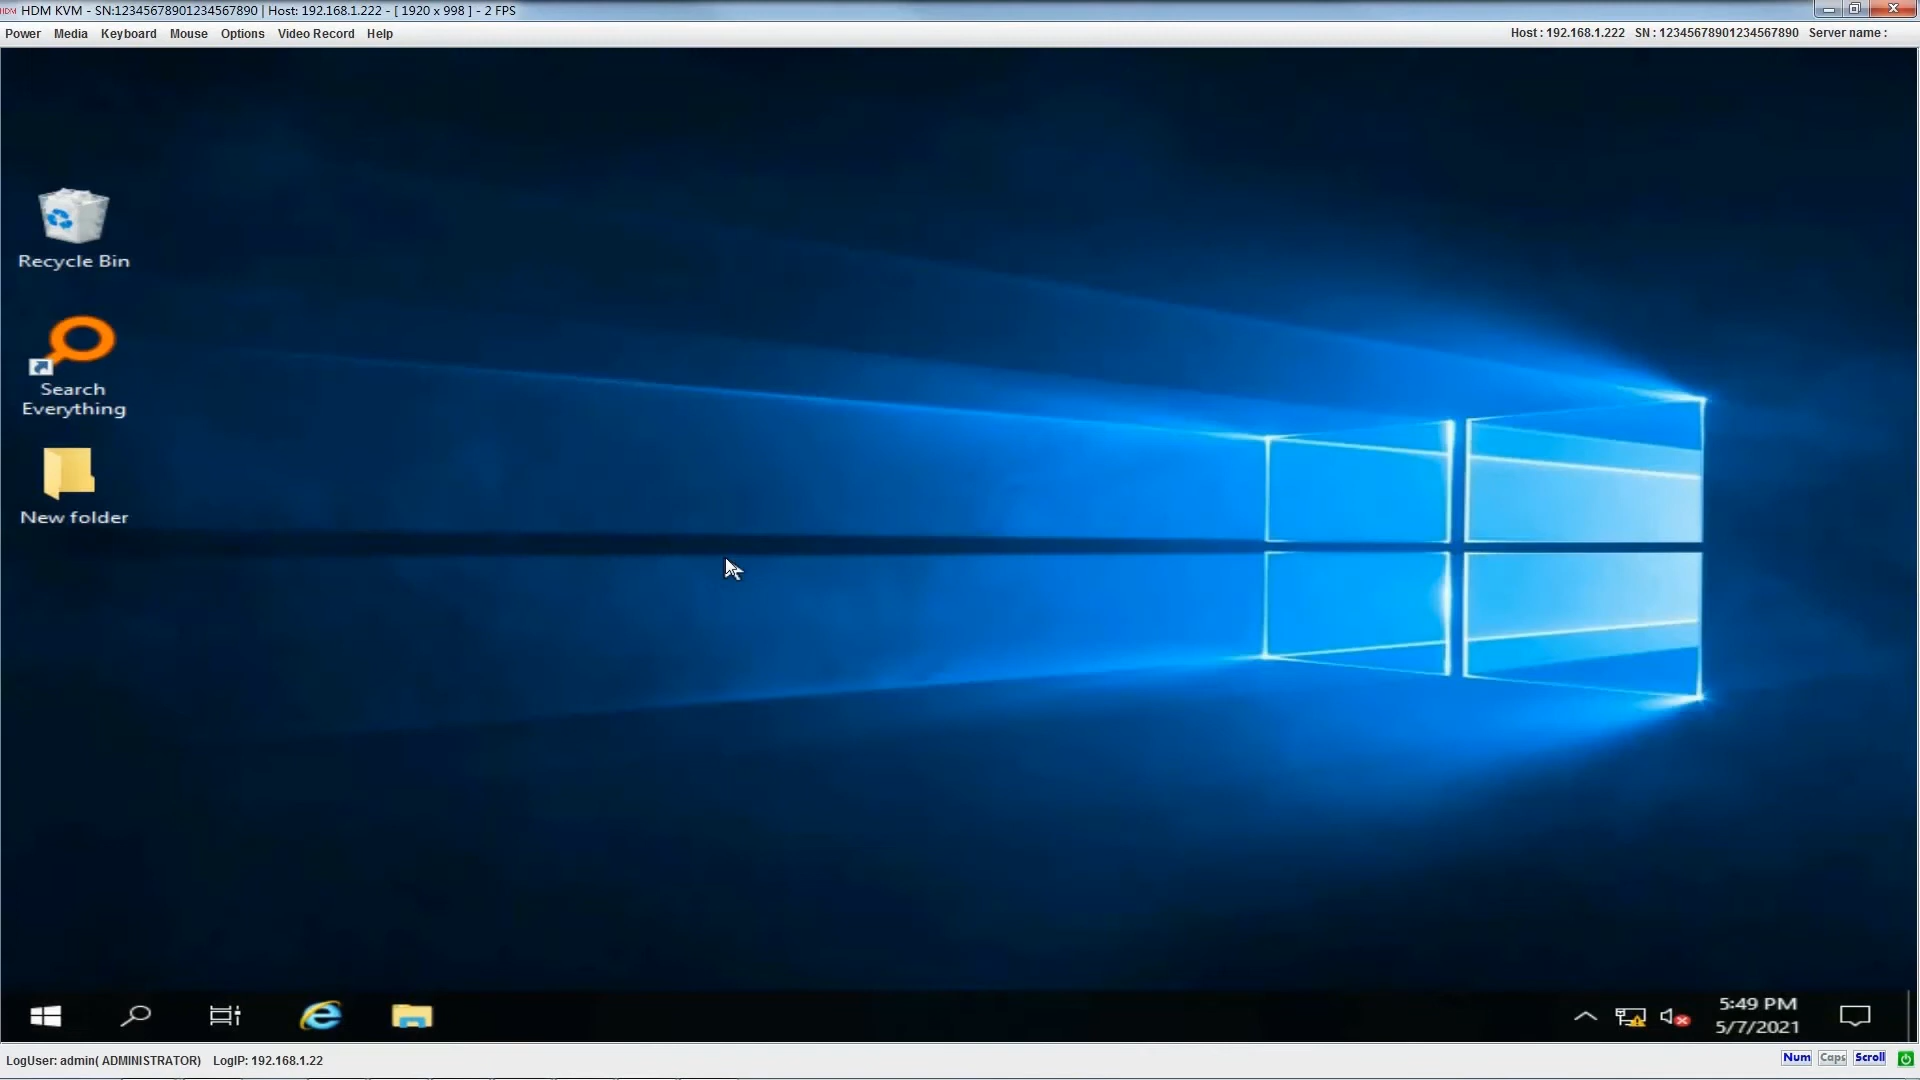 HDM KVM - SN:12345678901234567890 | Host: 192.168.1.222 - [ 1920 x 998 ] - 2 FPS
Power Media Keyboard Mouse Options Video Record Help Host : 192.168.1.222 SN : 12345678901234567890 Server name :
Recycle Bin
Search
Everything
New folder
5:49 PM
5/7/2021
LogUser: admin( ADMINISTRATOR) LogIP: 192.168.1.22 Num Caps Scroll